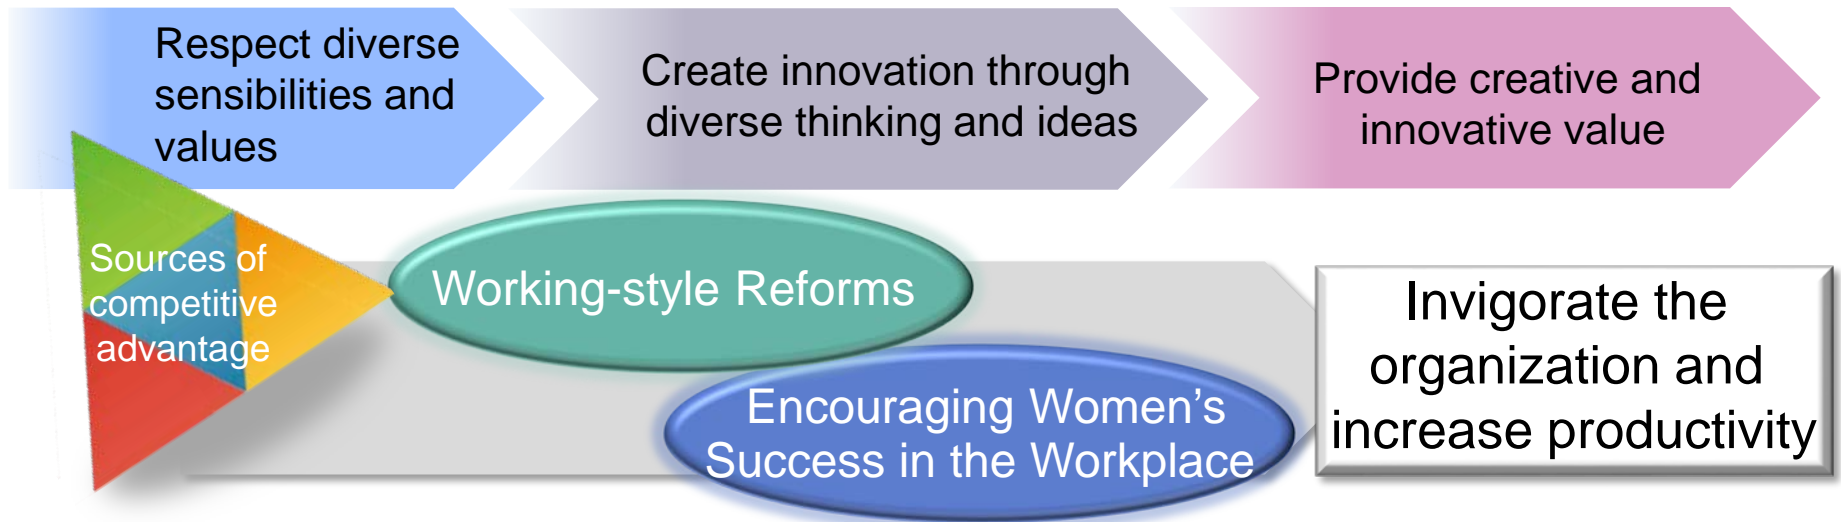 Respect diverse
sensibilities and
values
Create innovation through
diverse thinking and ideas
Provide creative and
innovative value
Sources of
competitive
advantage
Working-style Reforms
Encouraging Women’s
Success in the Workplace
Invigorate the
organization and
increase productivity